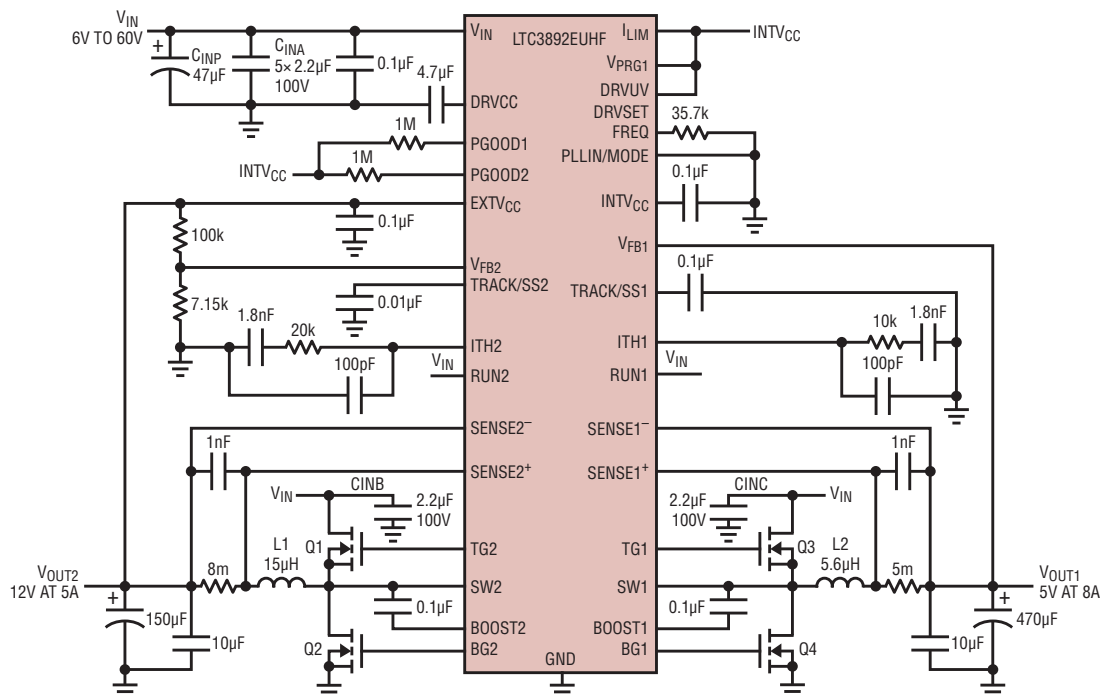 VIN
6V TO 60V
CINP
47µF
CINA
5× 2.2µF
100V
0.1µF
4.7µF
1M
1M
INTVCC
100k
0.1µF
7.15k
0.01µF
1.8nF
20k
100pF
VIN
1nF
VIN
CINB
2.2µF
100V
Q1
L1
15µH
8m
VOUT2
12V AT 5A
150µF
10µF
0.1µF
Q2
LTC3892EUHF
VIN
DRVCC
PGOOD1
PGOOD2
EXTVCC
VFB2
TRACK/SS2
ITH2
RUN2
SENSE2–
SENSE2+
TG2
SW2
BOOST2
BG2
GND
ILIM
VPRG1
DRVUV
DRVSET
FREQ
PLLIN/MODE
INTVCC
VFB1
TRACK/SS1
ITH1
RUN1
SENSE1–
SENSE1+
TG1
SW1
BOOST1
BG1
INTVCC
35.7k
0.1µF
0.1µF
10k
1.8nF
100pF
VIN
1nF
CINC
VIN
2.2µF
100V
Q3
L2
5.6µH
5m
VOUT1
5V AT 8A
0.1µF
470µF
10µF
Q4